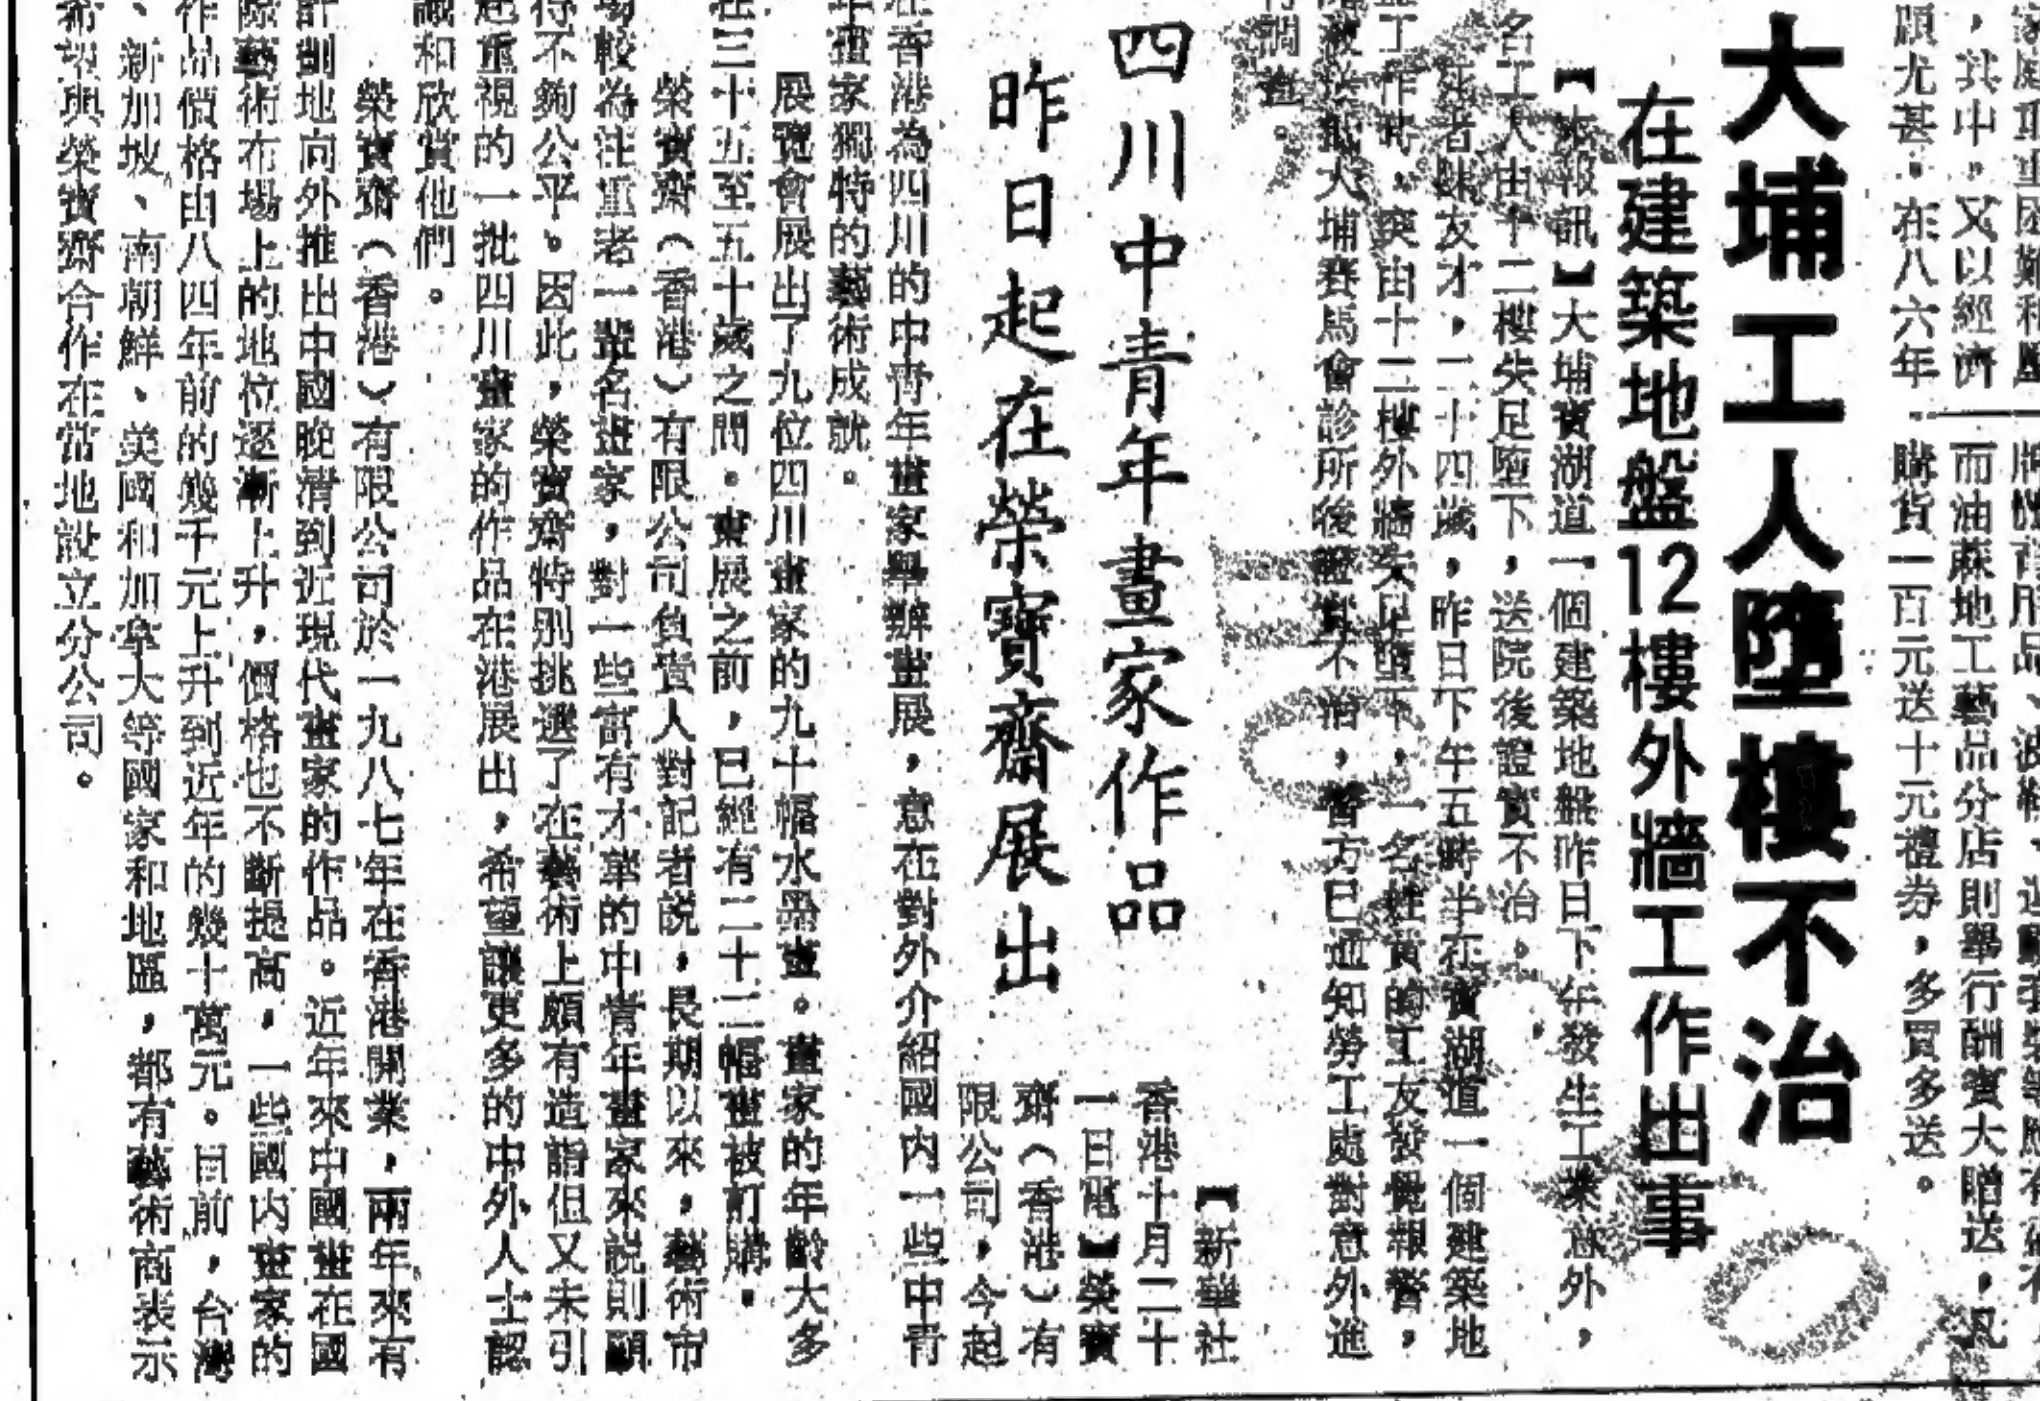 ，其中，又以經濟
顧尤甚。在八六年，
而油蔴地工藝品分店則舉行酬賓大贈送，凡
購貨一百元送十元禮券，多買多送。
大埔工人墮樓不治
在建築地盤12樓外牆工作出事
【本報訊】大埔寶湖道一個建築地盤昨日下午發生工業意外，
名工人由十二樓失足墮下，送院後證實不治。
死者陳友才，二十四歲，昨日下午五時半在寶湖道一個建築地
工作時，突由十二樓外牆失足墮下，一名姓黃的工友發覺報警，
大埔賽馬會診所後證實不治，警方已通知勞工處對意外進
調查。
四川中青年畫家作品
昨日起在榮寶齋展出
【新華社
香港十月二十
一日電】榮寶
齋（香港）有
限公司，今起
在香港為四川的中青年畫家舉辦畫展，意在對外介紹國內一些中青
年畫家獨特的藝術成就。
展覽會展出了九位四川畫家的九十幅水墨畫。畫家的年齡大多
在三十五至五十歲之間。畫展之前，已經有二十二幅畫被訂購。
榮寶齋（香港）有限公司負責人對記者說，長期以來，藝術市
場較為注重老一輩名畫家，對一些富有才華的中青年畫家來說則顯
得不夠公平。因此，榮寶齋特別挑選了在藝術上頗有造詣但又未引
起重視的一批四川畫家的作品在港展出，希望讓更多的中外人士認
識和欣賞他們。
榮寶齋（香港）有限公司於一九八七年在香港開業，兩年來有
計劃地向外推出中國晚清到近現代畫家的作品。近年來中國畫在國
際藝術市場上的地位逐漸上升，價格也不斷提高，一些國內畫家的
作品價格由八四年前的幾千元上升到近年的幾十萬元。目前，台灣
、新加坡、南朝鮮、美國和加拿大等國家和地區，都有藝術商表示
希望與榮寶齋合作在當地設立分公司。